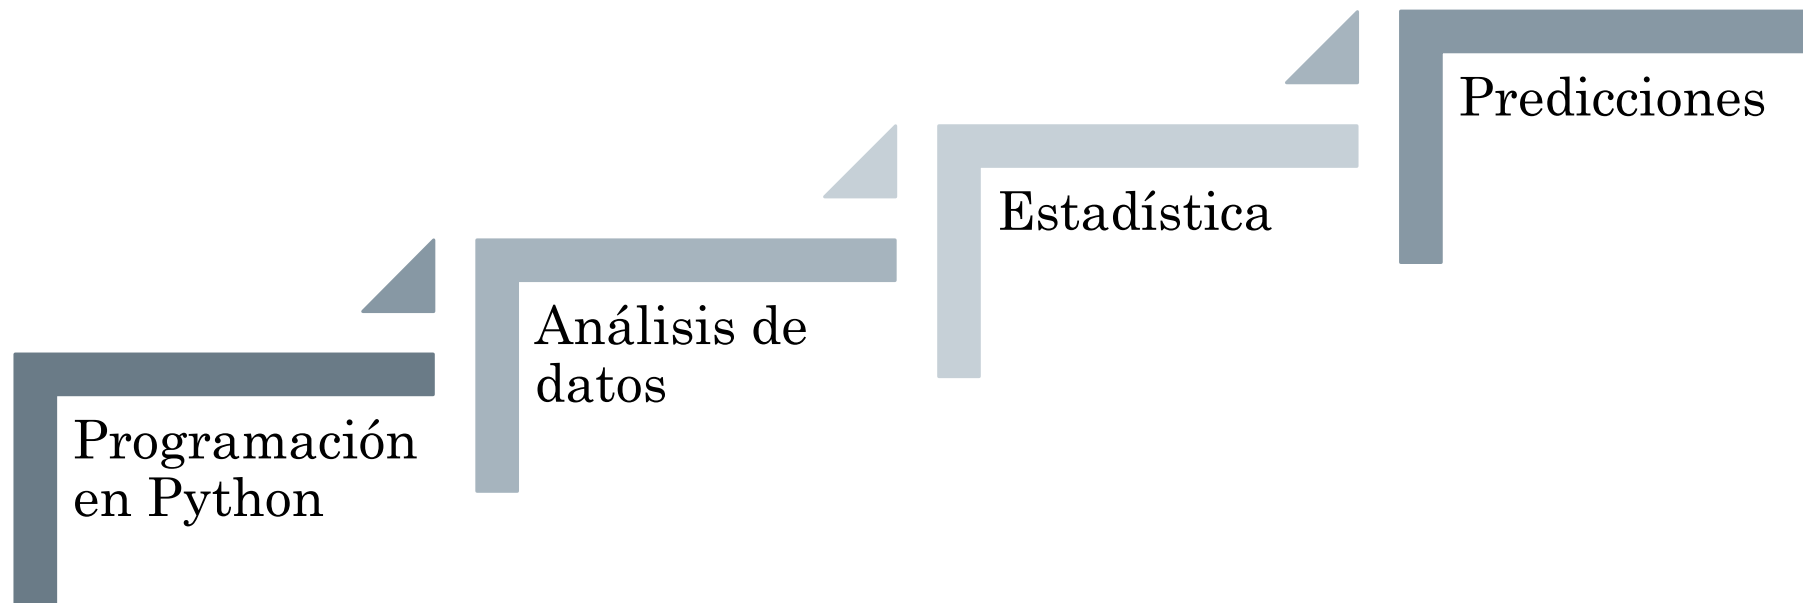 Programación
en Python
Análisis de
datos
Estadística
Predicciones